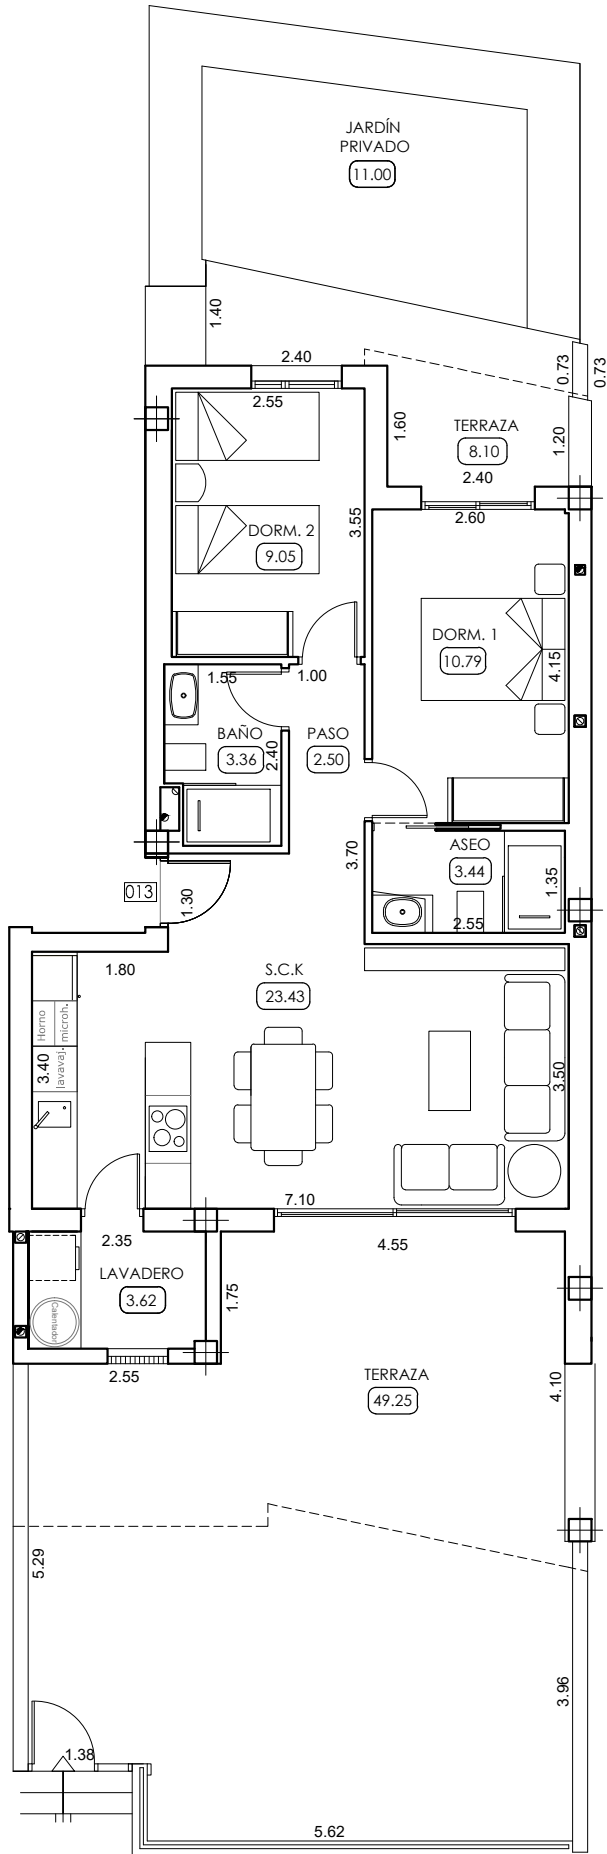 JARDÍN
PRIVADO
11.00
1.40
2.40
0.73
0.73
2.55
1.60
TERRAZA
8.10
1.20
2.40
2.60
3.55
DORM. 2
9.05
DORM. 1
10.79
4.15
1.55
1.00
BAÑO
3.36
2.40
PASO
2.50
3.70
ASEO
3.44
1.35
2.55
013
1.30
1.80
S.C.K
23.43
Horno
microh.
3.40
lavavaj.
3.50
7.10
2.35
4.55
LAVADERO
3.62
1.75
Calentador
2.55
TERRAZA
49.25
4.10
5.29
3.96
1.38
5.62